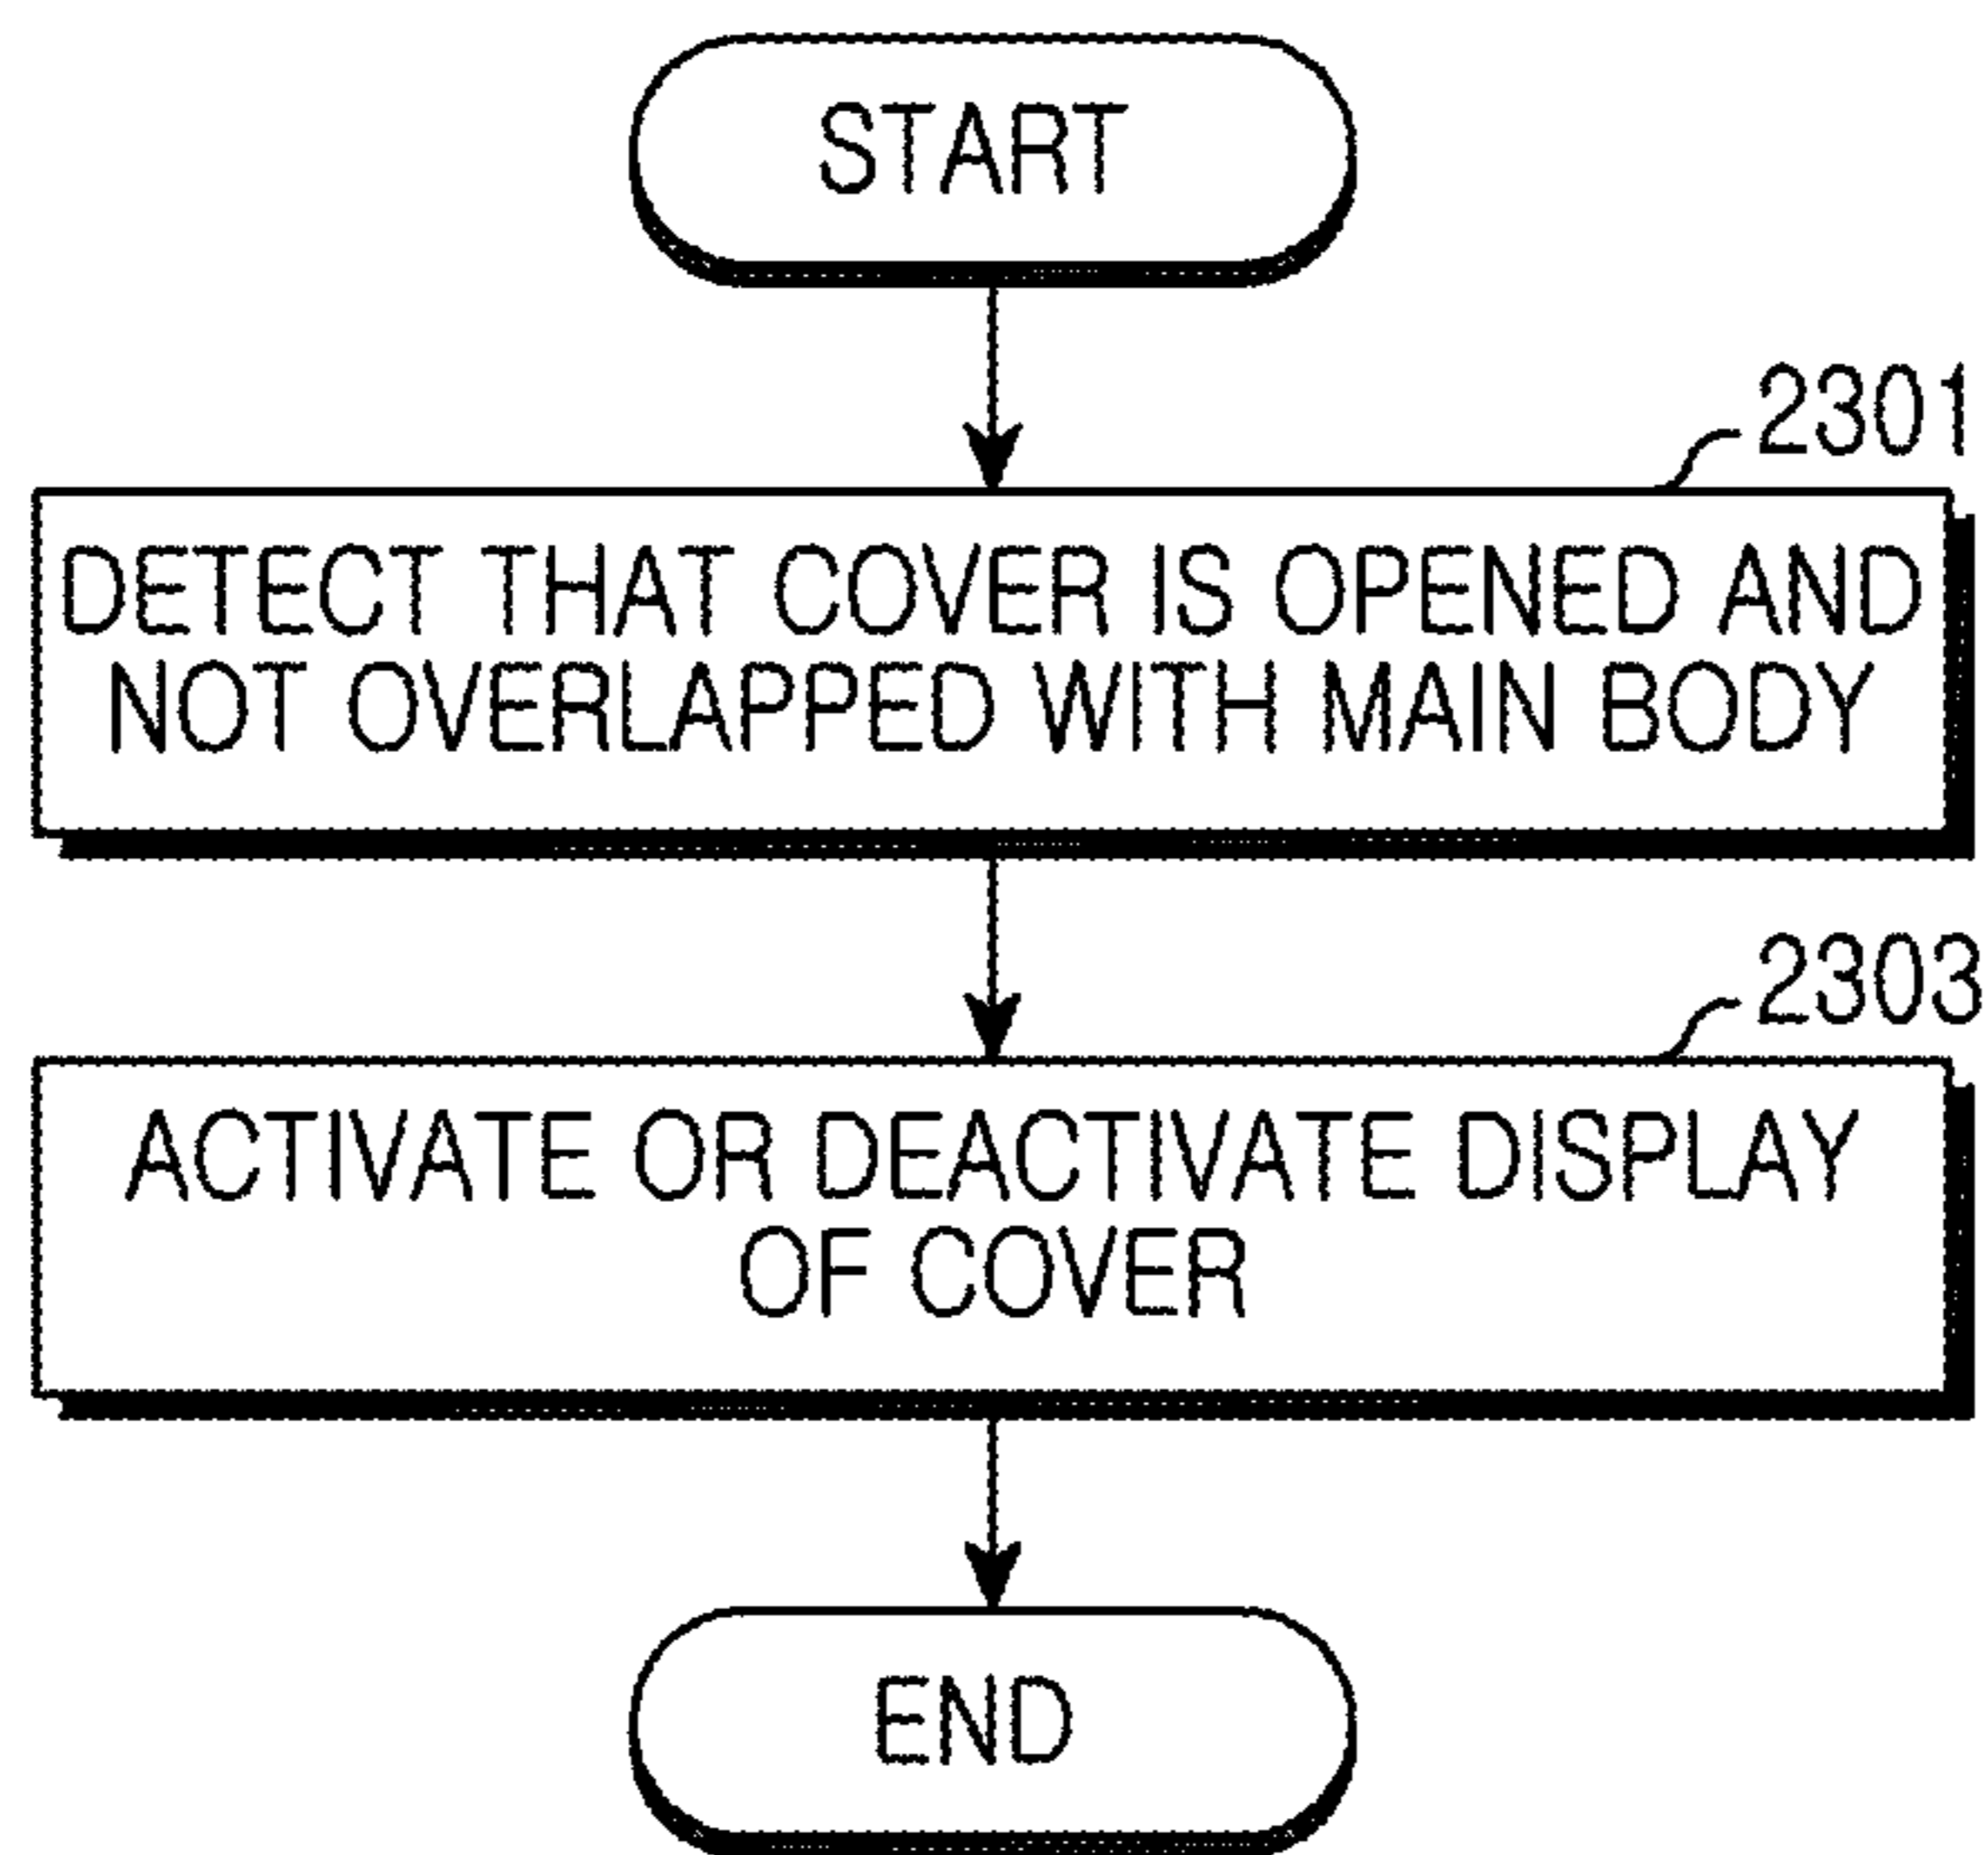 START
2301
DETECT THAT COVER IS OPENED AND
NOT OVERLAPPED WITH MAIN BODY
2303
ACTIVATE OR DEACTIVATE DISPLAY
OF COVER
END